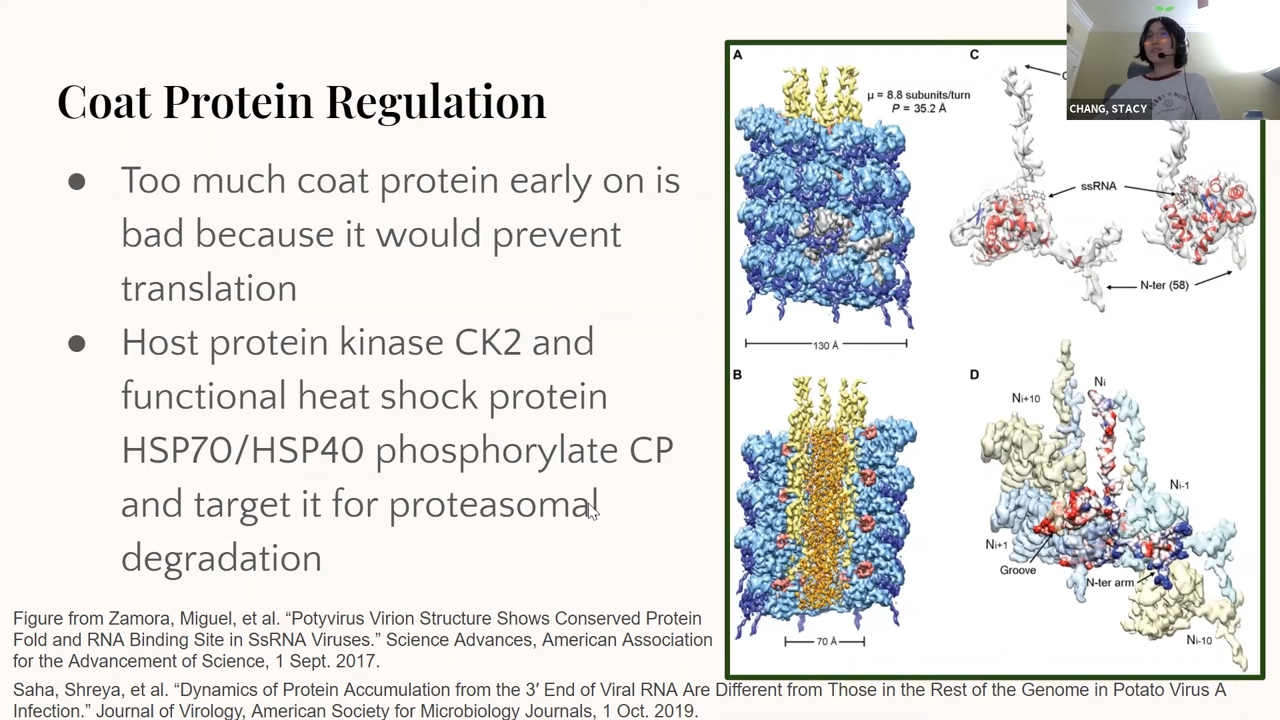 Coat Protein Regulation
● Too much coat protein early on is
bad because it would prevent
translation
● Host protein kinase CK2 and
functional heat shock protein
HSP70/HSP40 phosphorylate CP
and target it for proteasomal
degradation
Figure from Zamora, Miguel, et al. “Potyvirus Virion Structure Shows Conserved Protein
Fold and RNA Binding Site in SsRNA Viruses.” Science Advances, American Association
for the Advancement of Science, 1 Sept. 2017.
Saha, Shreya, et al. “Dynamics of Protein Accumulation from the 3′ End of Viral RNA Are Different from Those in the Rest of the Genome in Potato Virus A
Infection.” Journal of Virology, American Society for Microbiology Journals, 1 Oct. 2019.
A
μ = 8.8 subunits/turn
P = 35.2 Å
130 Å
B
70 Å
C
ssRNA
N-ter (58)
D
Ni
Ni+10
Ni-1
Ni+1
Groove
N-ter arm
Ni-10
CHANG, STACY